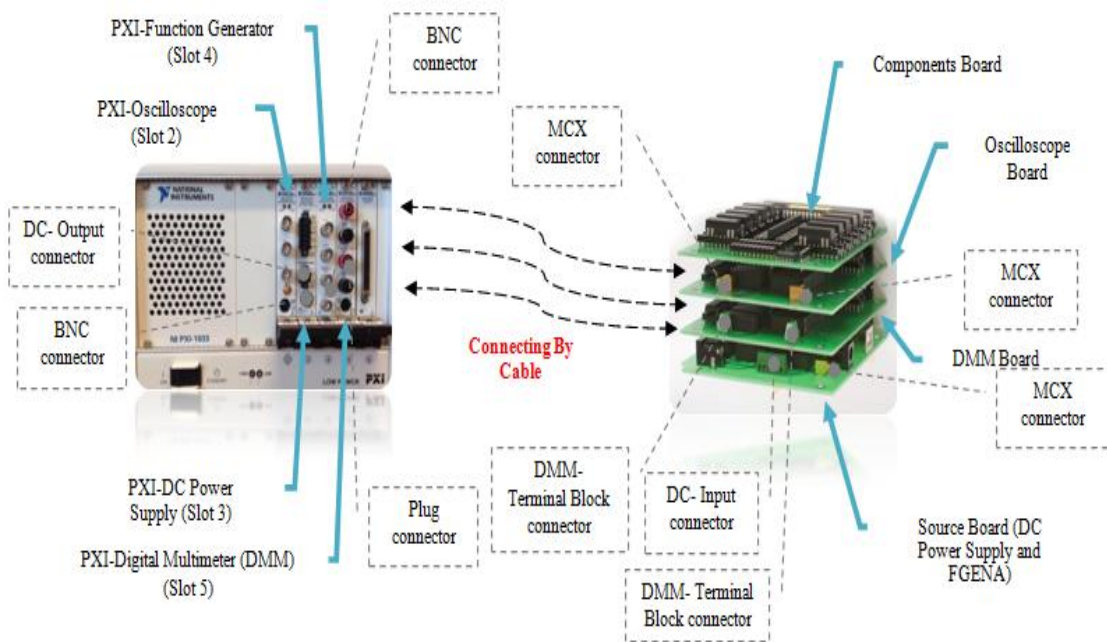 PXI-Function Generator
(Slot 4)
BNC
connector
PXI-Oscilloscope
(Slot 2)
MCX
connector
Components Board
Oscilloscope
Board
NATIONAL
INSTRUMENTS
DC- Output
connector
MCX
connector
BNC
connector
NI PXI-1033
PXI
Connecting By
Cable
DMM Board
MCX
connector
PXI-DC Power
Supply (Slot 3)
Plug
connector
DMM-
Terminal Block
connector
DC- Input
connector
Source Board (DC
Power Supply and
FGENA)
PXI-Digital Multimeter (DMM)
(Slot 5)
DMM- Terminal
Block connector